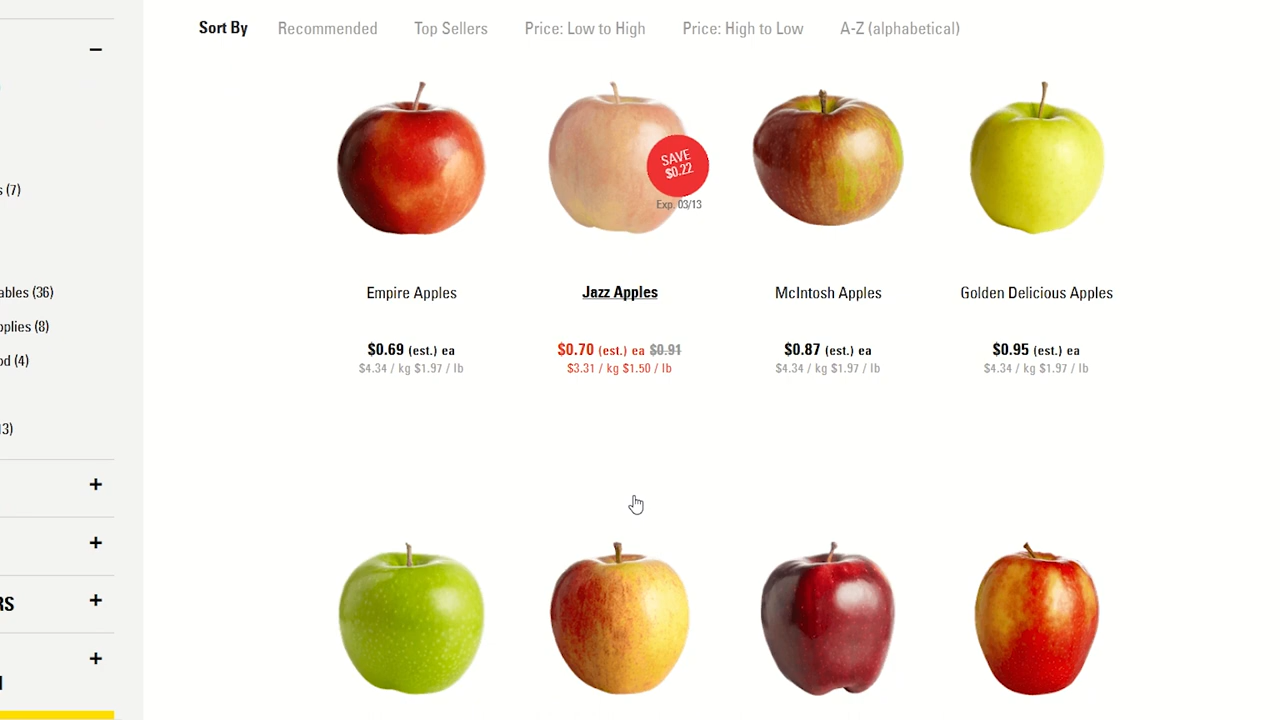 Sort By Recommended Top Sellers Price: Low to High Price: High to Low A-Z (alphabetical)
s (7)
ables (36)
pplies (8)
od (4)
13)
RS
SAVE
$0.22
Exp. 03/13
Empire Apples
$0.69 (est.) ea
$4.34 / kg $1.97 / lb
Jazz Apples
$0.70 (est.) ea $0.91
$3.31 / kg $1.50 / lb
McIntosh Apples
$0.87 (est.) ea
$4.34 / kg $1.97 / lb
Golden Delicious Apples
$0.95 (est.) ea
$4.34 / kg $1.97 / lb